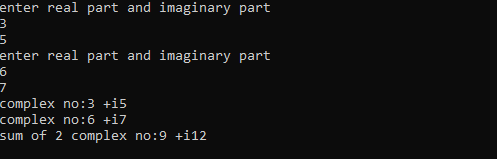 enter real part and imaginary part
3
5
enter real part and imaginary part
6
7
complex no:3 +i5
complex no:6 +i7
sum of 2 complex no:9 +i12